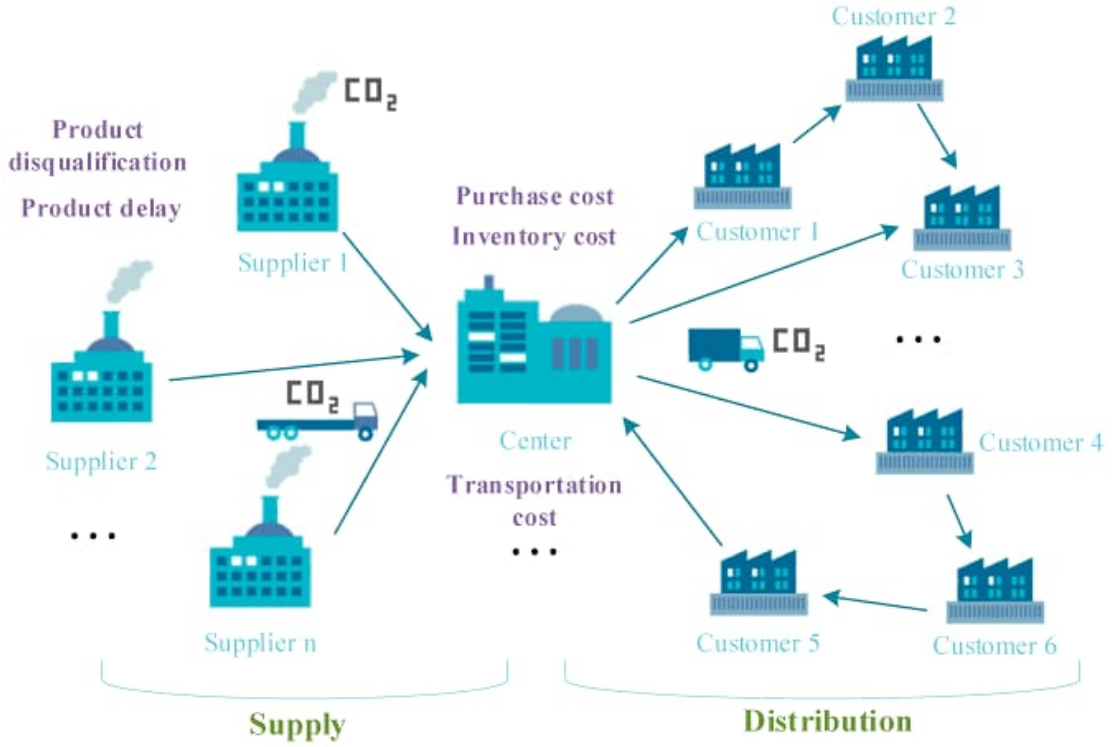 Customer 2
CO₂
Product
disqualification
Product delay
Supplier 1
Purchase cost
Inventory cost
Customer 1
Customer 3
CO₂
...
CO₂
Supplier 2
Center
Customer 4
Transportation
cost
...
...
Supplier n
Customer 5
Customer 6
Supply
Distribution